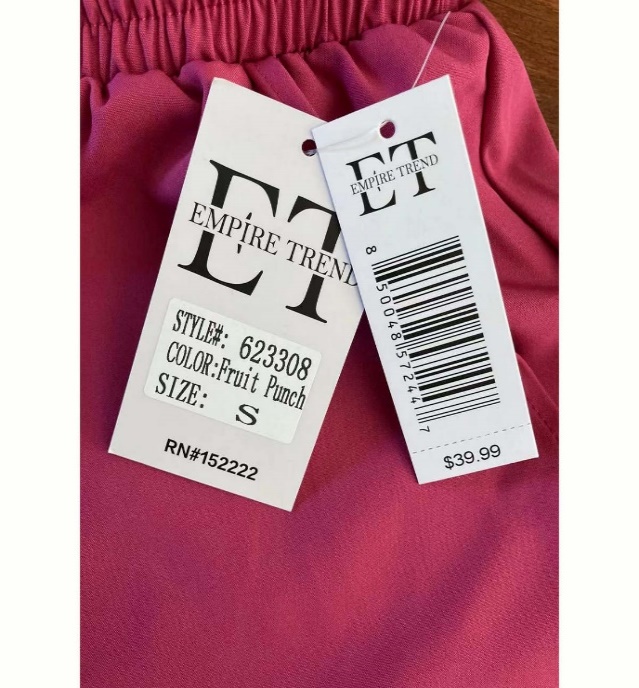 ET
EMPIRE TREND
STYLE#: 623308
COLOR:Fruit Punch
SIZE: S
RN#152222
ET
EMPIRE TREND
8 50048 57244 7
$39.99